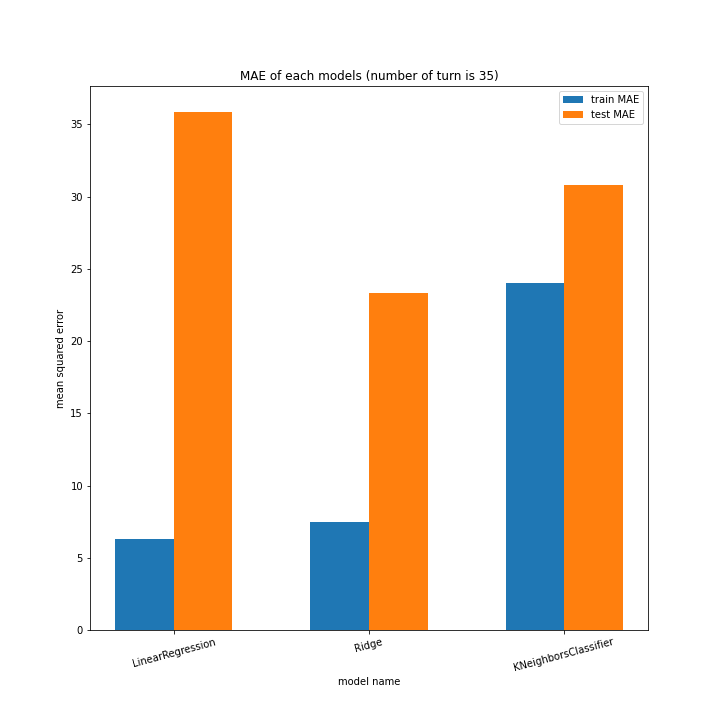 MAE of each models (number of turn is 35)
train MAE
test MAE
mean squared error
35
30
25
20
15
10
5
0
LinearRegression
Ridge
KNeighborsClassifier
model name